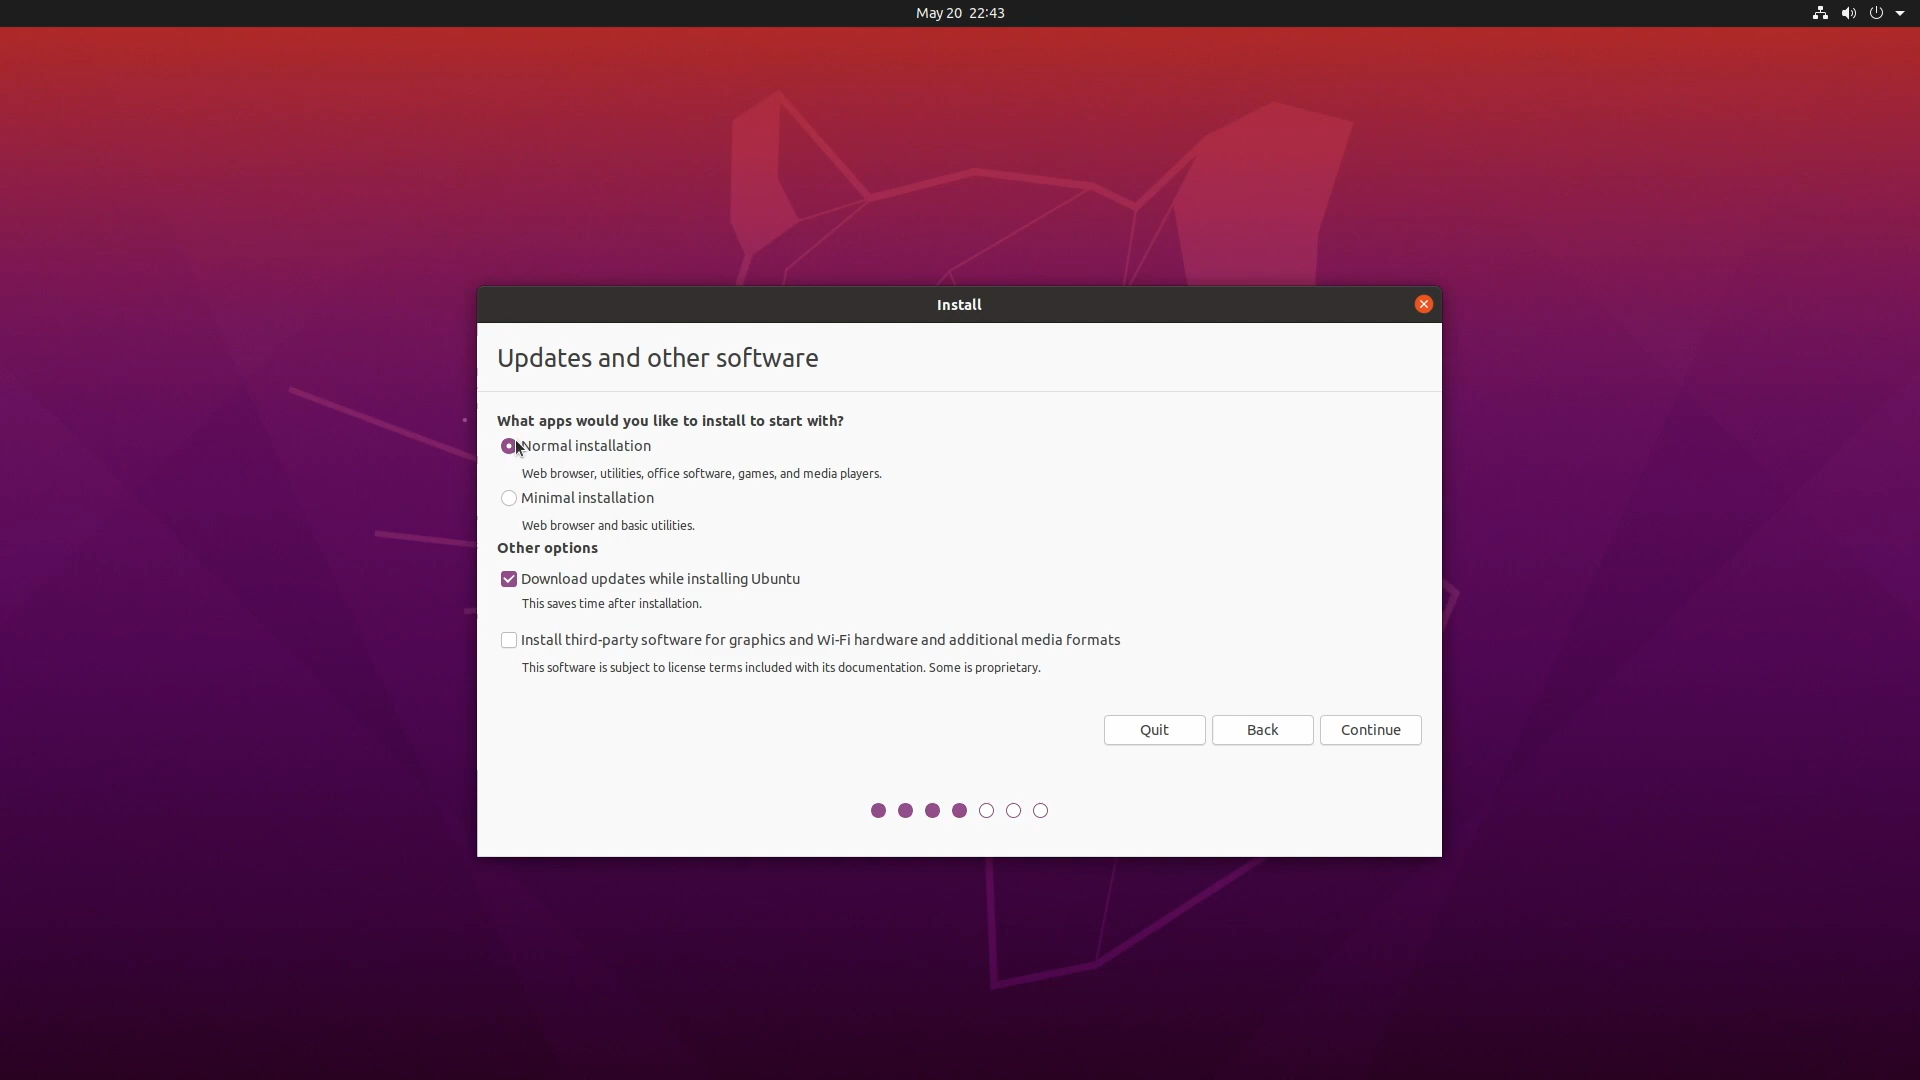 May 20 22:43
Install
Updates and other software
What apps would you like to install to start with?
Normal installation
Web browser, utilities, office software, games, and media players.
Minimal installation
Web browser and basic utilities.
Other options
Download updates while installing Ubuntu
This saves time after installation.
Install third-party software for graphics and Wi-Fi hardware and additional media formats
This software is subject to license terms included with its documentation. Some is proprietary.
Quit Back Continue